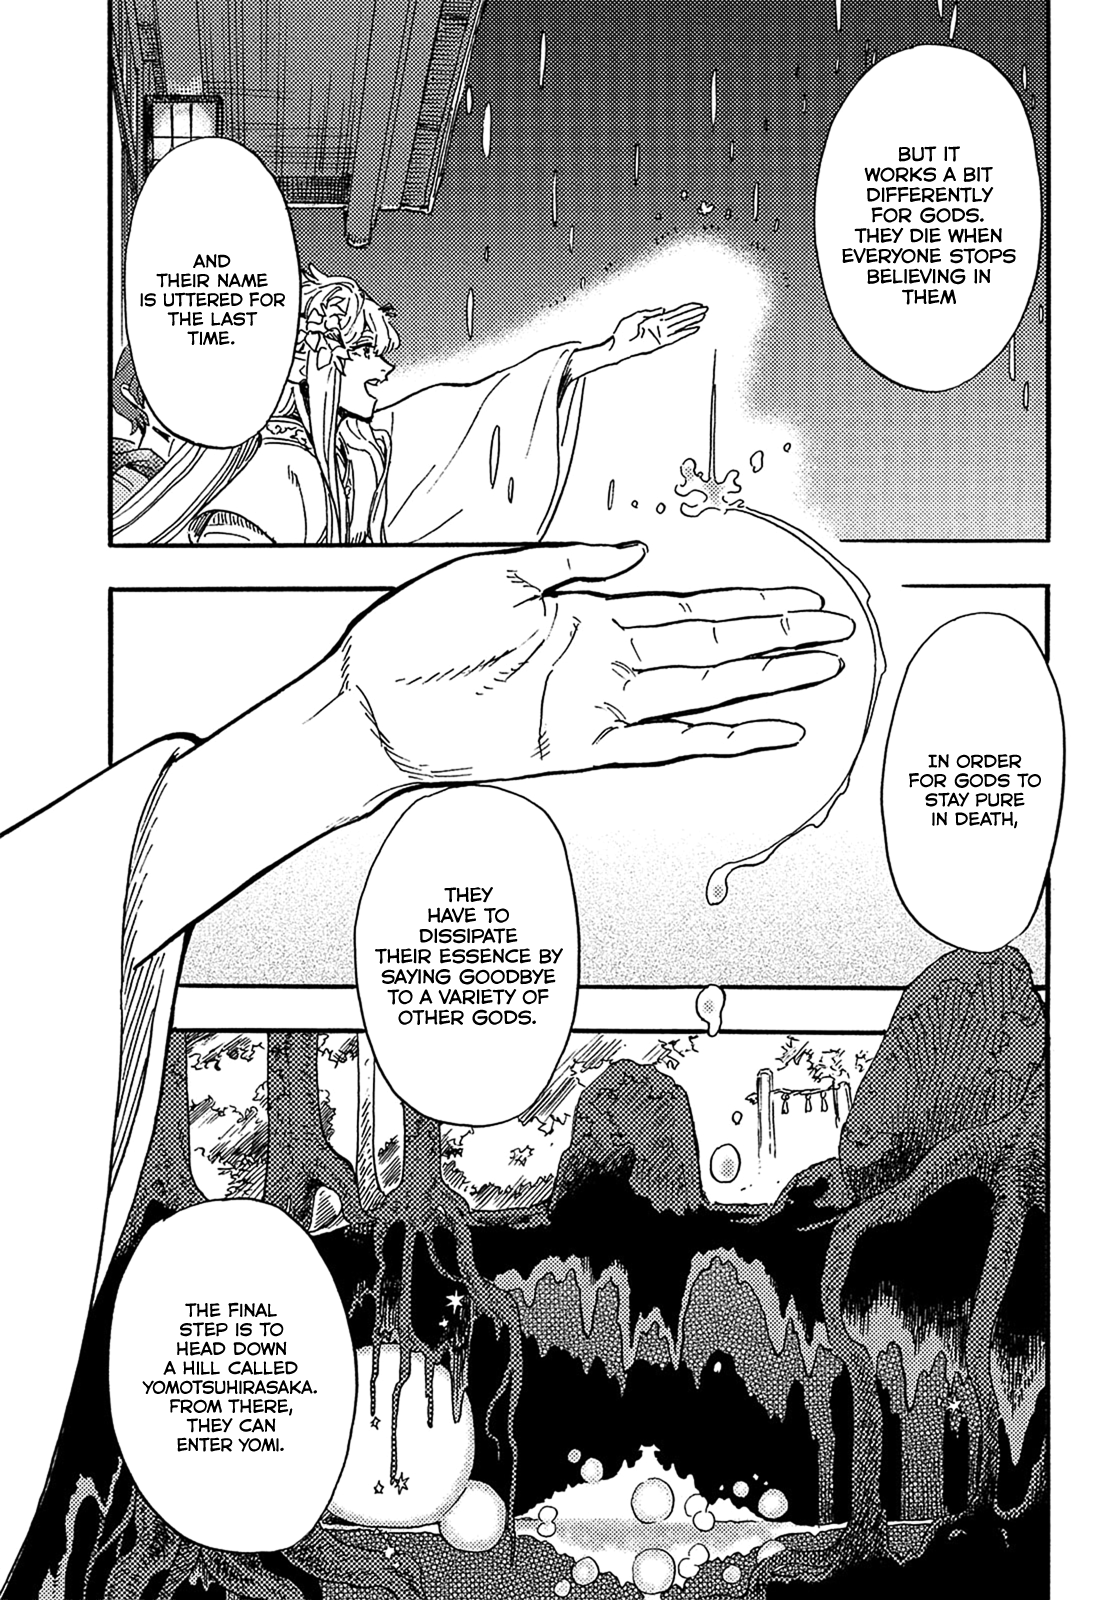 BUT IT
WORKS A BIT
DIFFERENTLY
FOR GODS.
THEY DIE WHEN
EVERYONE STOPS
BELIEVING IN
THEM
AND
THEIR NAME
IS UTTERED FOR
THE LAST
TIME.
IN ORDER
FOR GODS TO
STAY PURE
IN DEATH,
THEY
HAVE TO
DISSIPATE
THEIR ESSENCE BY
SAYING GOODBYE
TO A VARIETY OF
OTHER GODS.
THE FINAL
STEP IS TO
HEAD DOWN
A HILL CALLED
YOMOTSUHIRASAKA.
FROM THERE,
THEY CAN
ENTER YOMI.